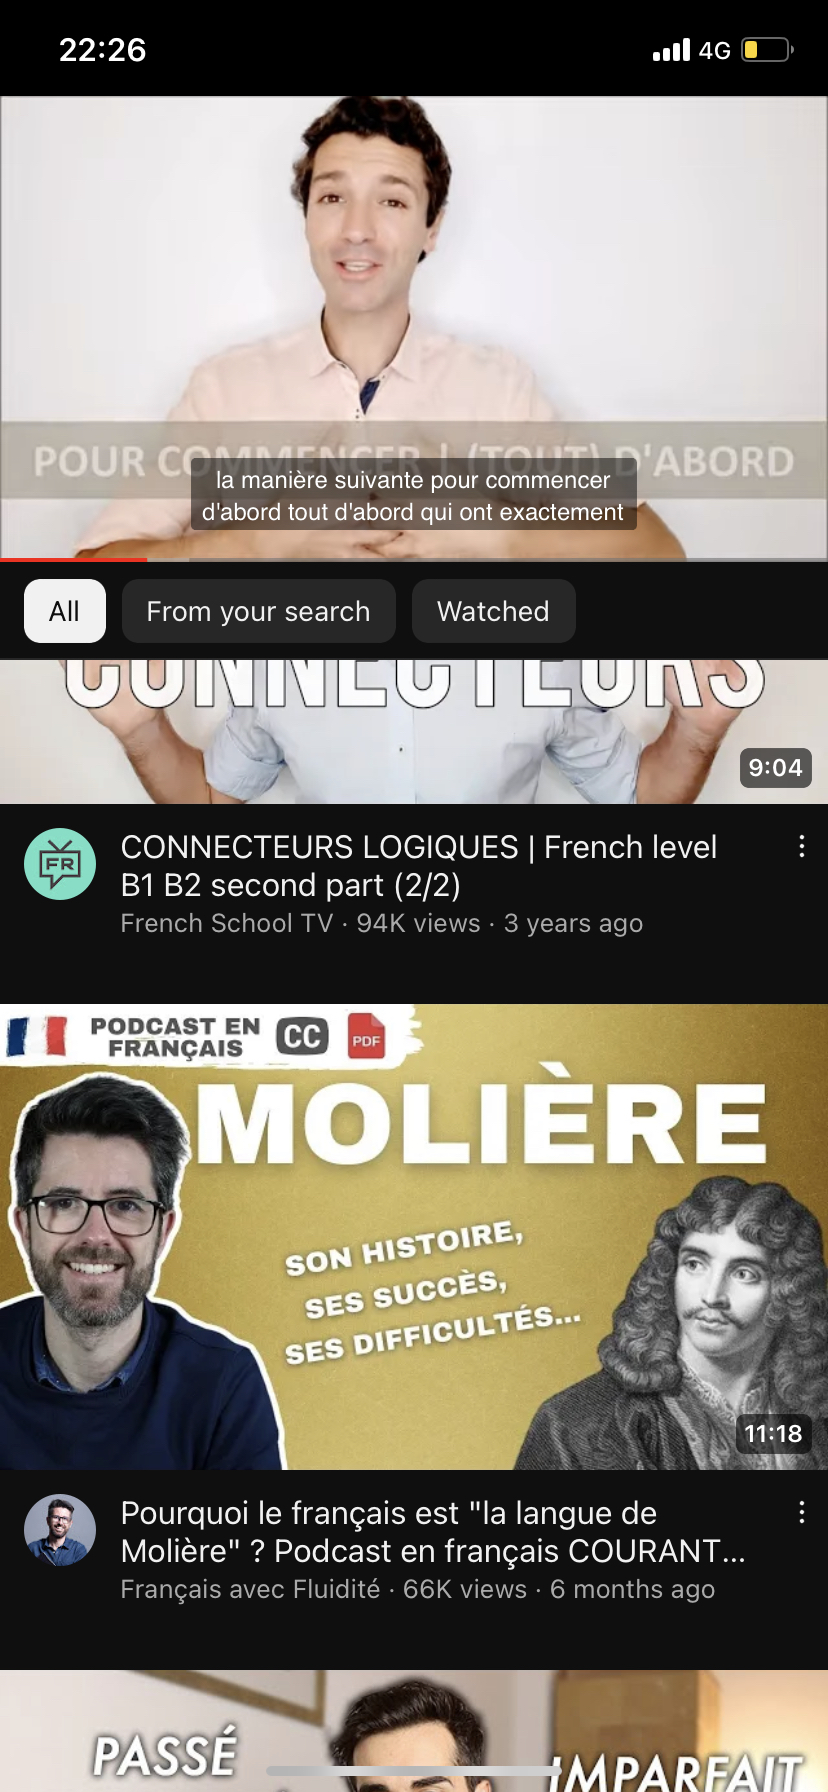 22:26
4G
POUR COMMENCER | (TOUT) D'ABORD
la manière suivante pour commencer
d'abord tout d'abord qui ont exactement
All
From your search
Watched
CONNECTEURS
9:04
FR
CONNECTEURS LOGIQUES | French level
B1 B2 second part (2/2)
French School TV · 94K views · 3 years ago
PODCAST EN
FRANÇAIS
CC
PDF
MOLIÈRE
SON HISTOIRE,
SES SUCCÈS,
SES DIFFICULTÉS...
11:18
Pourquoi le français est "la langue de
Molière" ? Podcast en français COURANT...
Français avec Fluidité · 66K views · 6 months ago
PASSÉ
IMPARFAIT